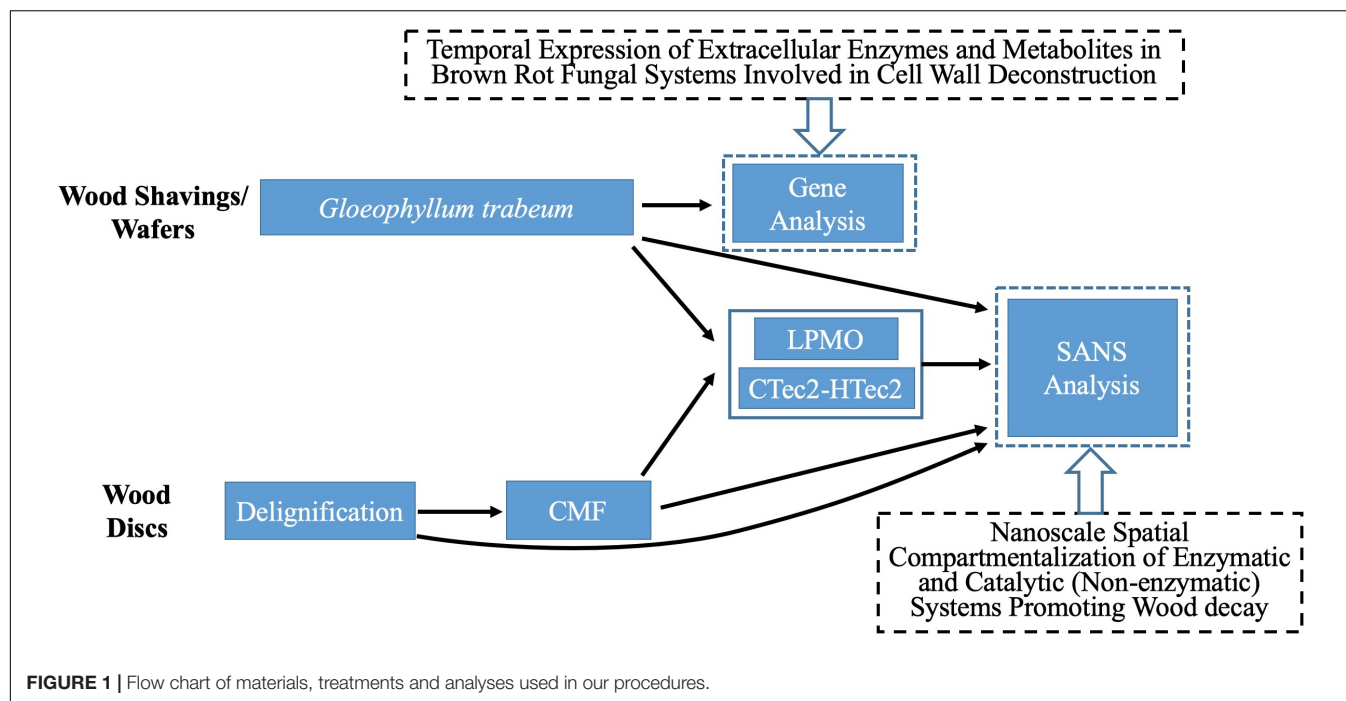 Temporal Expression of Extracellular Enzymes and Metabolites in
Brown Rot Fungal Systems Involved in Cell Wall Deconstruction
Wood Shavings/
Wafers
Gloeophyllum trabeum
Gene
Analysis
LPMO
CTec2-HTec2
SANS
Analysis
Wood
Discs
Delignification
CMF
Nanoscale Spatial
Compartmentalization of Enzymatic
and Catalytic (Non-enzymatic)
Systems Promoting Wood decay
FIGURE 1 | Flow chart of materials, treatments and analyses used in our procedures.